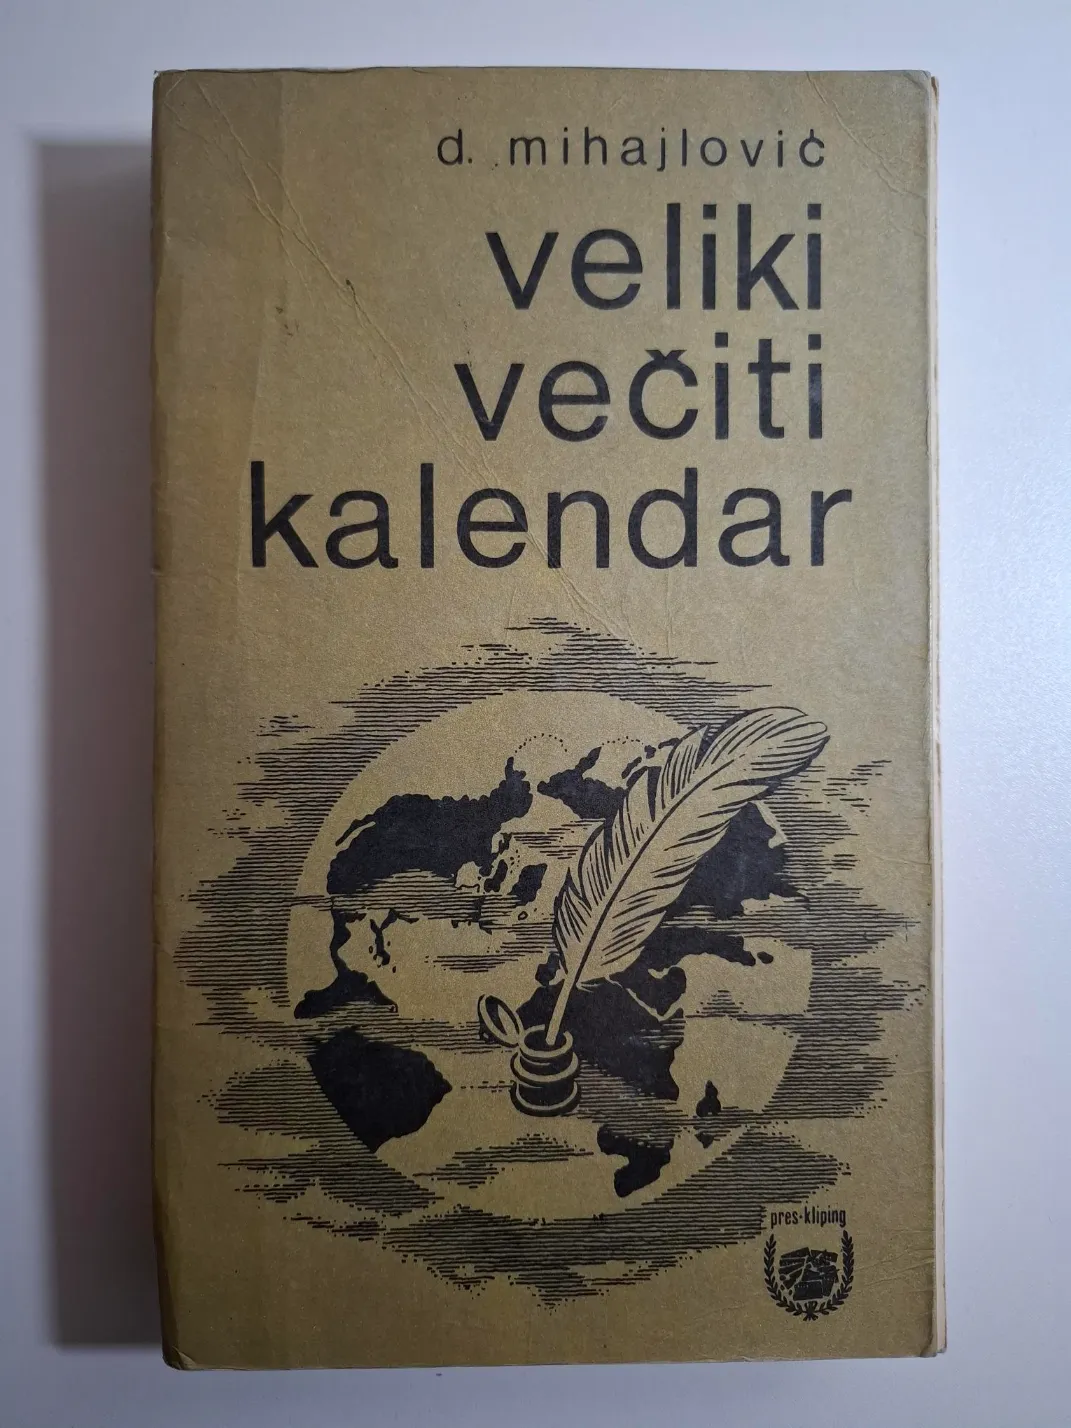 d. mihajlović
veliki
večiti
kalendar
pres-kliping